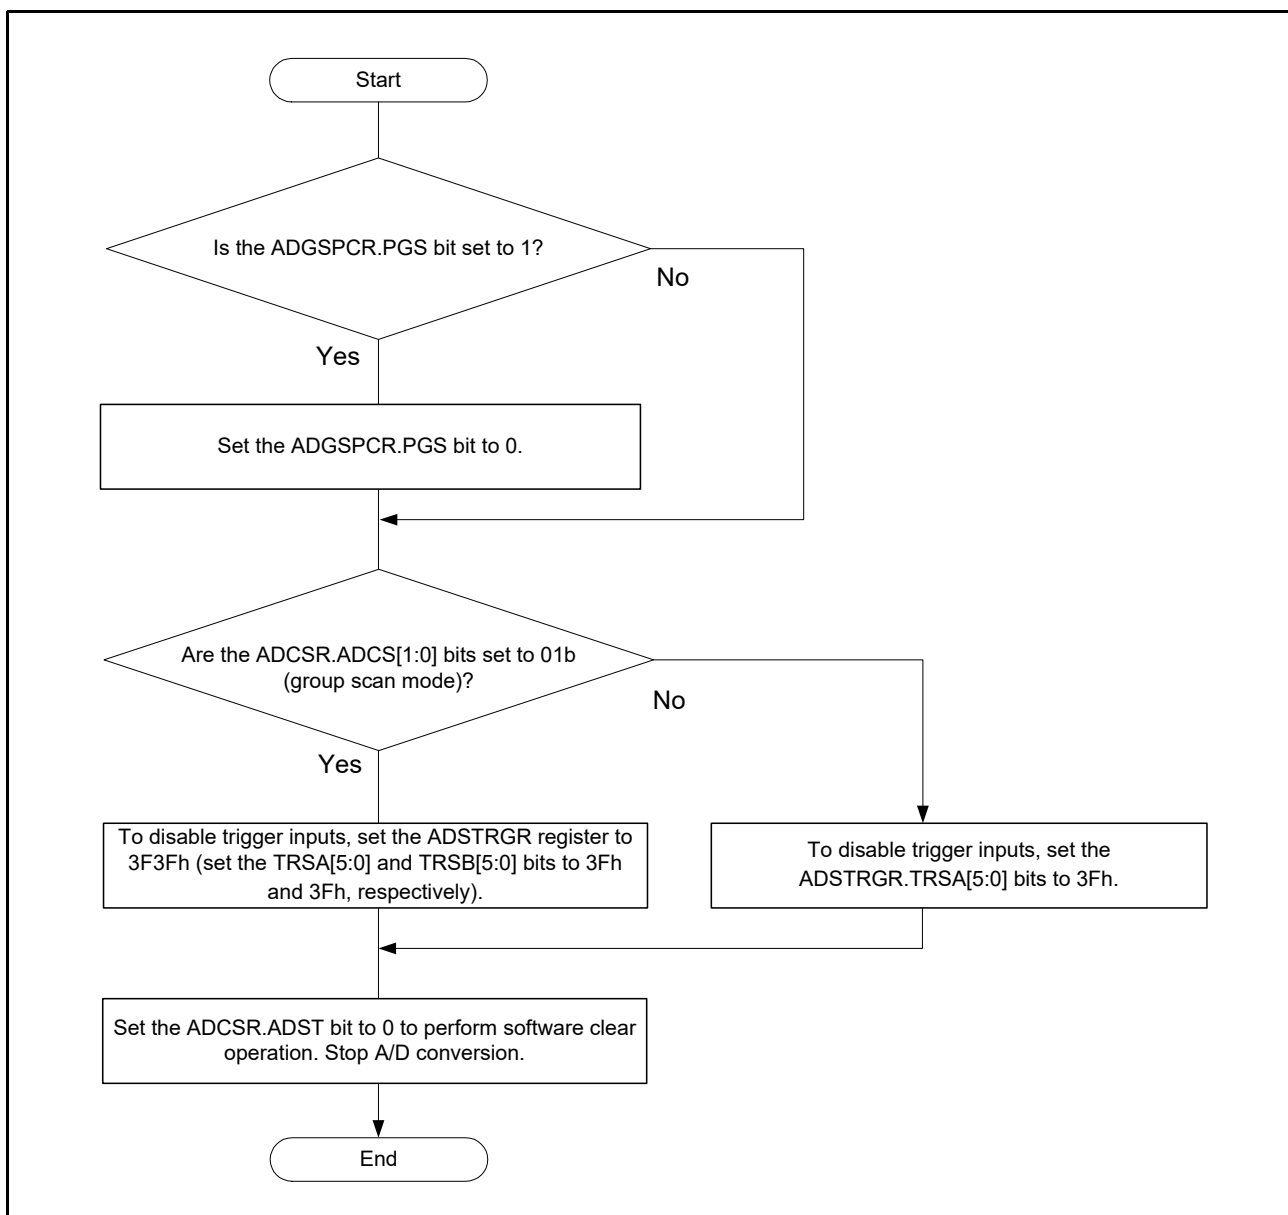 Start
Is the ADGSPCR.PGS bit set to 1?
No
Yes
Set the ADGSPCR.PGS bit to 0.
Are the ADCSR.ADCS[1:0] bits set to 01b
(group scan mode)?
No
Yes
To disable trigger inputs, set the ADSTRGR register to
3F3Fh (set the TRSA[5:0] and TRSB[5:0] bits to 3Fh
and 3Fh, respectively).
To disable trigger inputs, set the
ADSTRGR.TRSA[5:0] bits to 3Fh.
Set the ADCSR.ADST bit to 0 to perform software clear
operation. Stop A/D conversion.
End